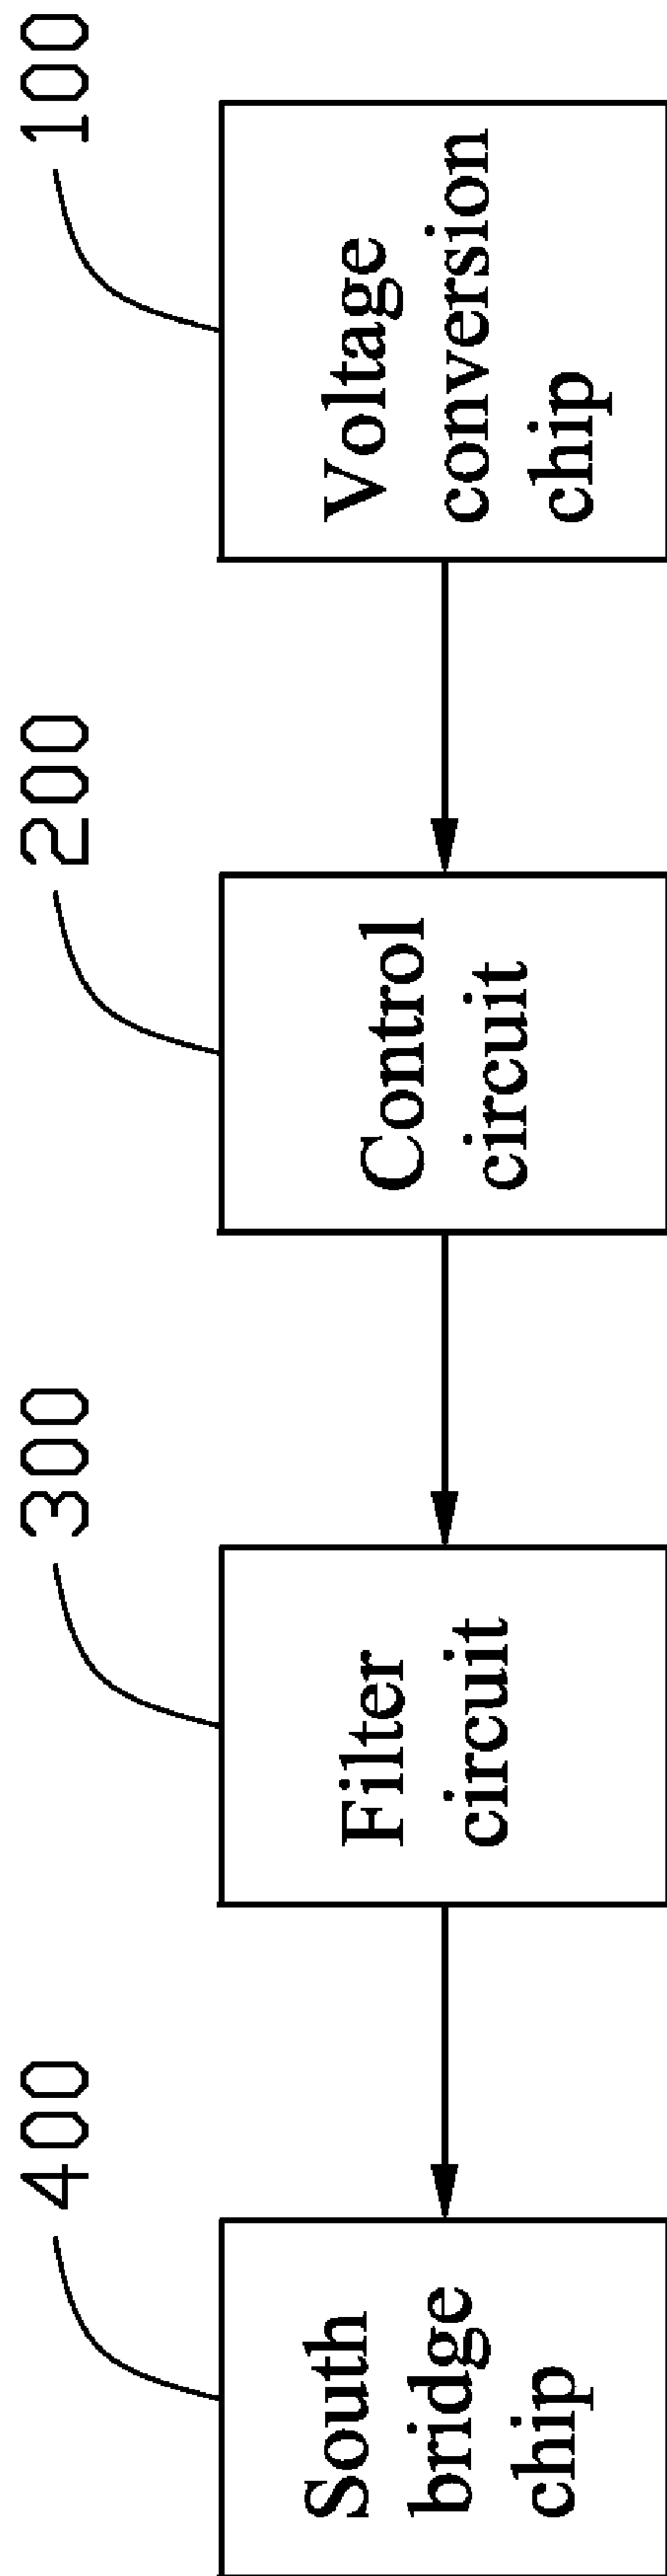 400
South
bridge
chip
300
Filter
circuit
200
Control
circuit
100
Voltage
conversion
chip